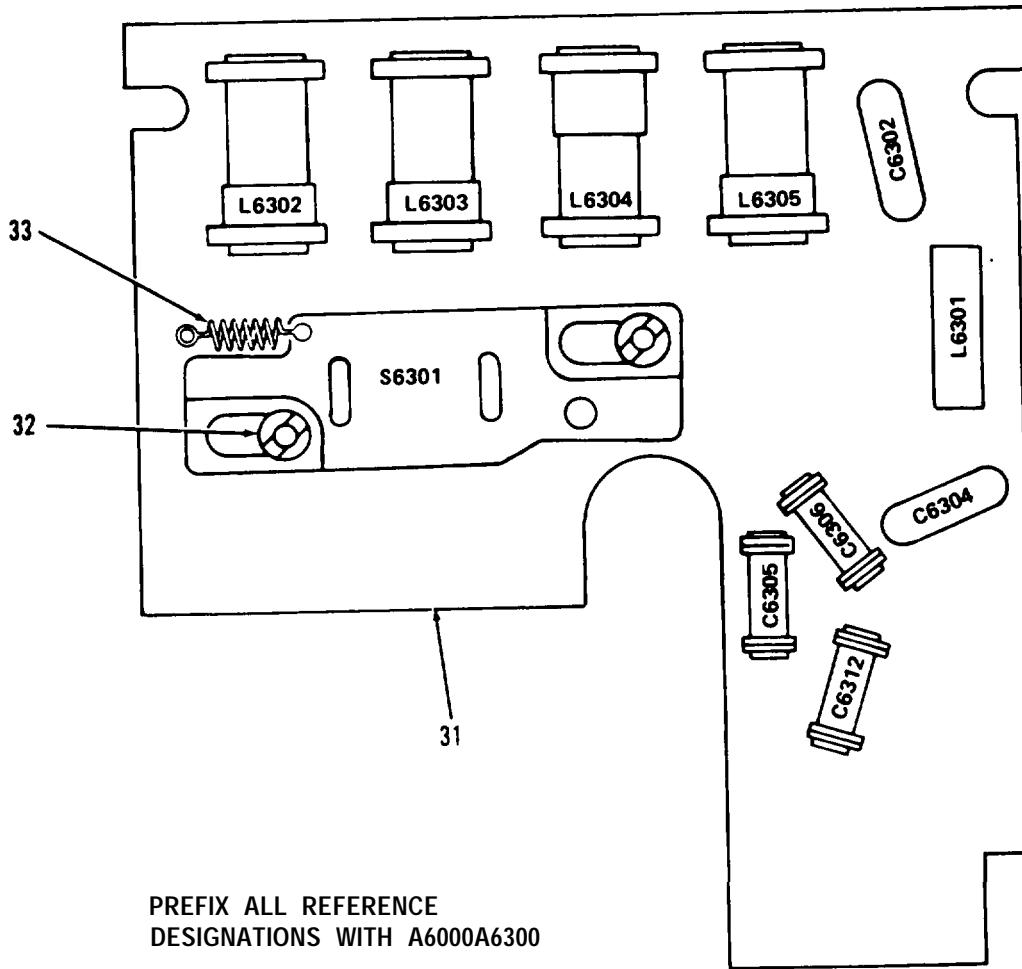 L6302
L6303
L6304
L6305
C6302
33
L6301
S6301
32
C6304
C6306
C6305
C6312
31
PREFIX ALL REFERENCE
DESIGNATIONS WITH A6000A6300